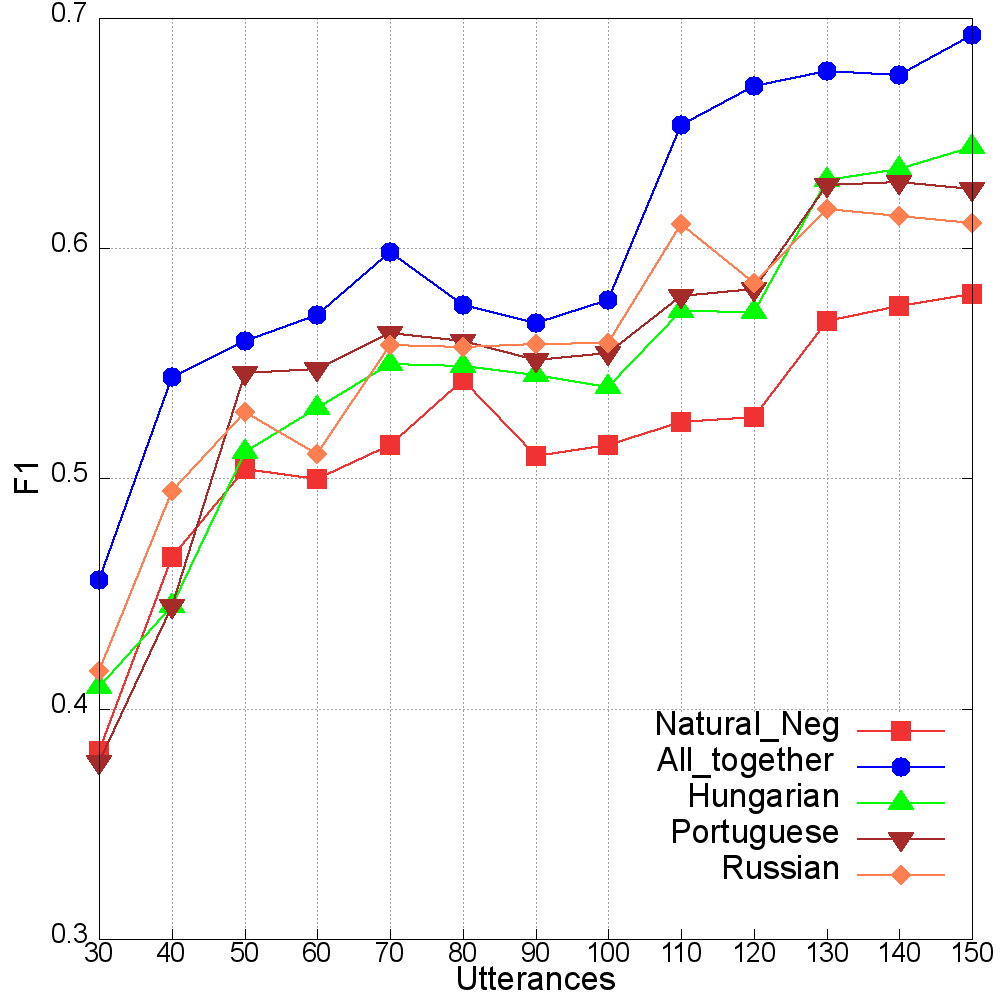 0.7
0.6
0.5
0.4
0.3
F1
30 40 50 60 70 80 90 100 110 120 130 140 150
Utterances
Natural_Neg
All_together
Hungarian
Portuguese
Russian